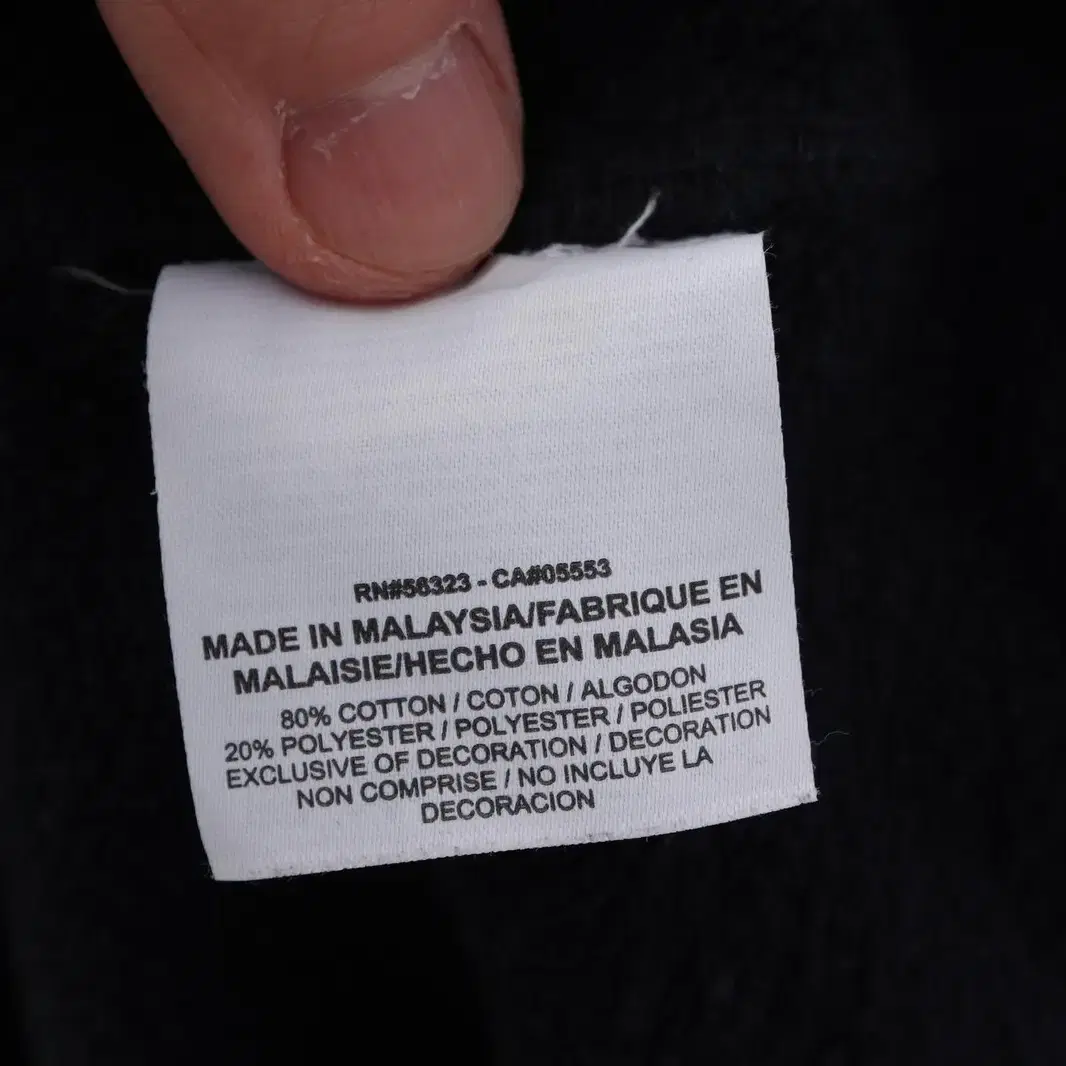 RN#56323 - CA#05553
MADE IN MALAYSIA/FABRIQUE EN
MALAISIE/HECHO EN MALASIA
80% COTTON / COTON / ALGODON
20% POLYESTER / POLYESTER / POLIESTER
EXCLUSIVE OF DECORATION / DECORATION
NON COMPRISE / NO INCLUYE LA
DECORACION